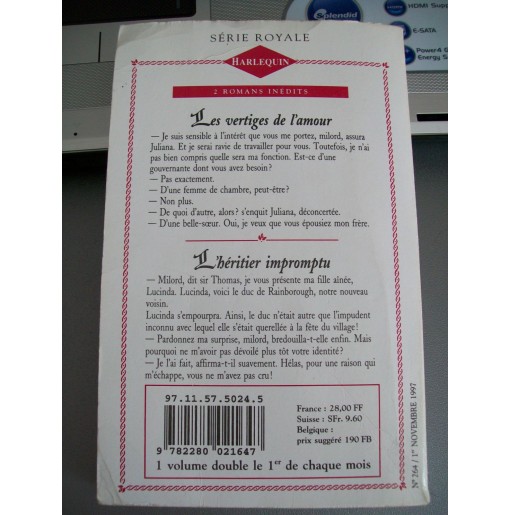 Splendid
HDMI Suppo
E-SATA
Power4 G
Energy S
SÉRIE ROYALE
HARLEQUIN
2 ROMANS INÉDITS
Les vertiges de l'amour
— Je suis sensible à l'intérêt que vous me portez, milord, assura
Juliana. Et je serai ravie de travailler pour vous. Toutefois, je n'ai
pas bien compris quelle sera ma fonction. Est-ce d'une
gouvernante dont vous avez besoin?
— Pas exactement.
— D'une femme de chambre, peut-être?
— Non plus.
— De quoi d'autre, alors? s'enquit Juliana, déconcertée.
— D'une belle-sœur. Oui, je veux que vous épousiez mon frère.
L'héritier impromptu
— Milord, dit sir Thomas, je vous présente ma fille aînée,
Lucinda. Lucinda, voici le duc de Rainborough, notre nouveau
voisin.
Lucinda s'empourpra. Ainsi, le duc n'était autre que l'impudent
inconnu avec lequel elle s'était querellée à la fête du village!
— Pardonnez ma surprise, milord, bredouilla-t-elle enfin. Mais
pourquoi ne m'avoir pas dévoilé plus tôt votre identité?
— Je l'ai fait, affirma-t-il suavement. Hélas, pour une raison qui
m'échappe, vous ne m'avez pas cru!
97.11.57.5024.5
9 782280 021647
France : 28,00 FF
Suisse : SFr. 9.60
Belgique :
prix suggéré 190 FB
1 volume double le 1er de chaque mois
N° 264 / 1er NOVEMBRE 1997